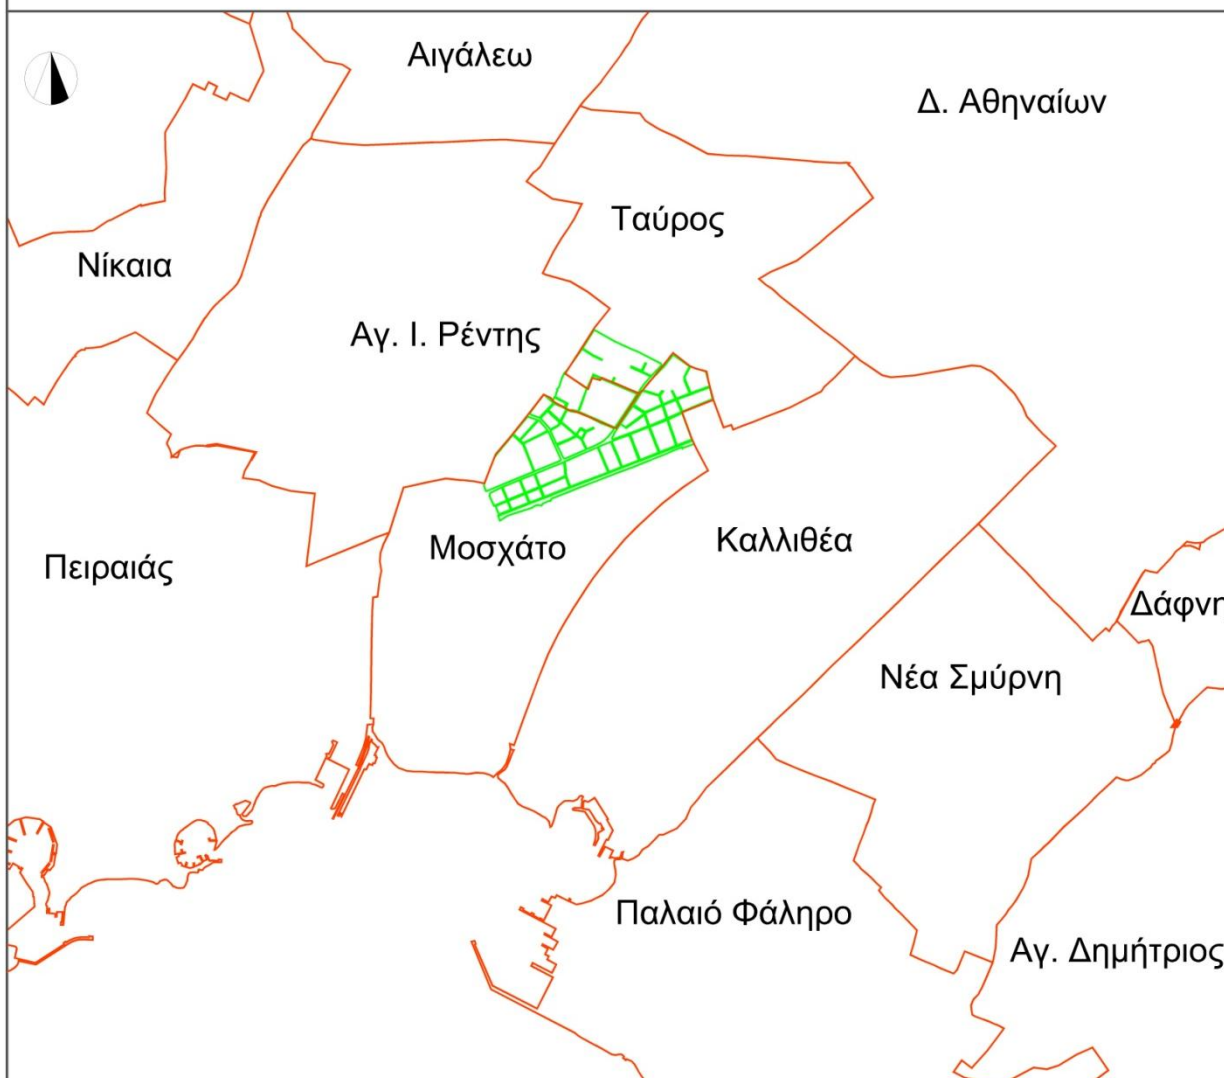 Αιγάλεω
Δ. Αθηναίων
Ταύρος
Νίκαια
Αγ. Ι. Ρέντης
Μοσχάτο
Καλλιθέα
Πειραιάς
Δάφνη
Νέα Σμύρνη
Παλαιό Φάληρο
Αγ. Δημήτριος